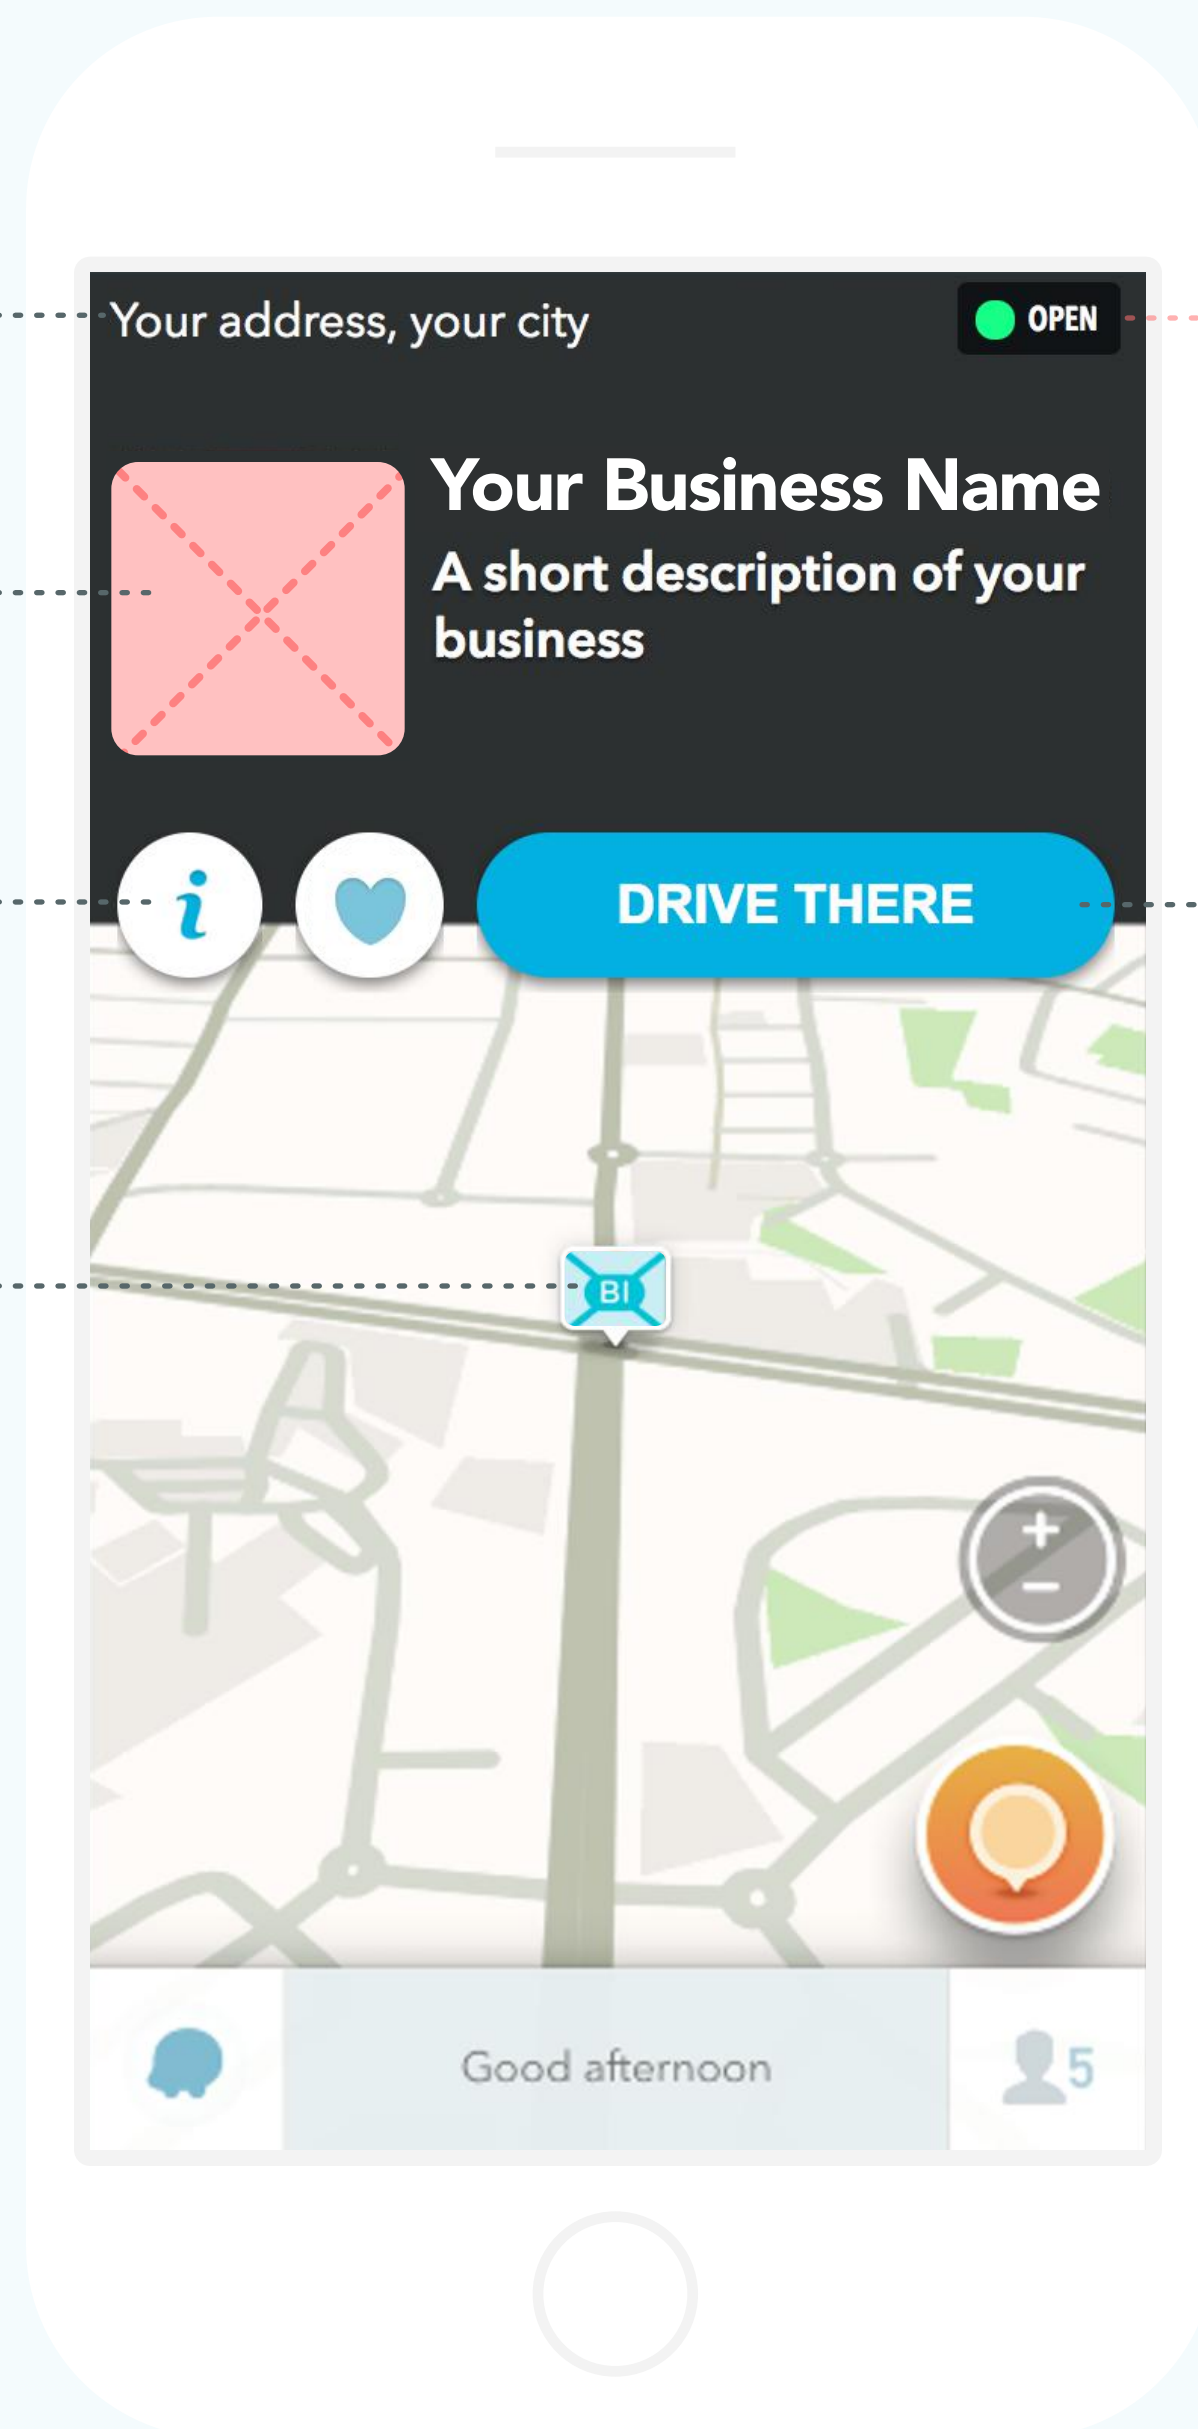 Your address, your city
OPEN
Your Business Name
A short description of your
business
i
DRIVE THERE
BI
+
−
Good afternoon
5